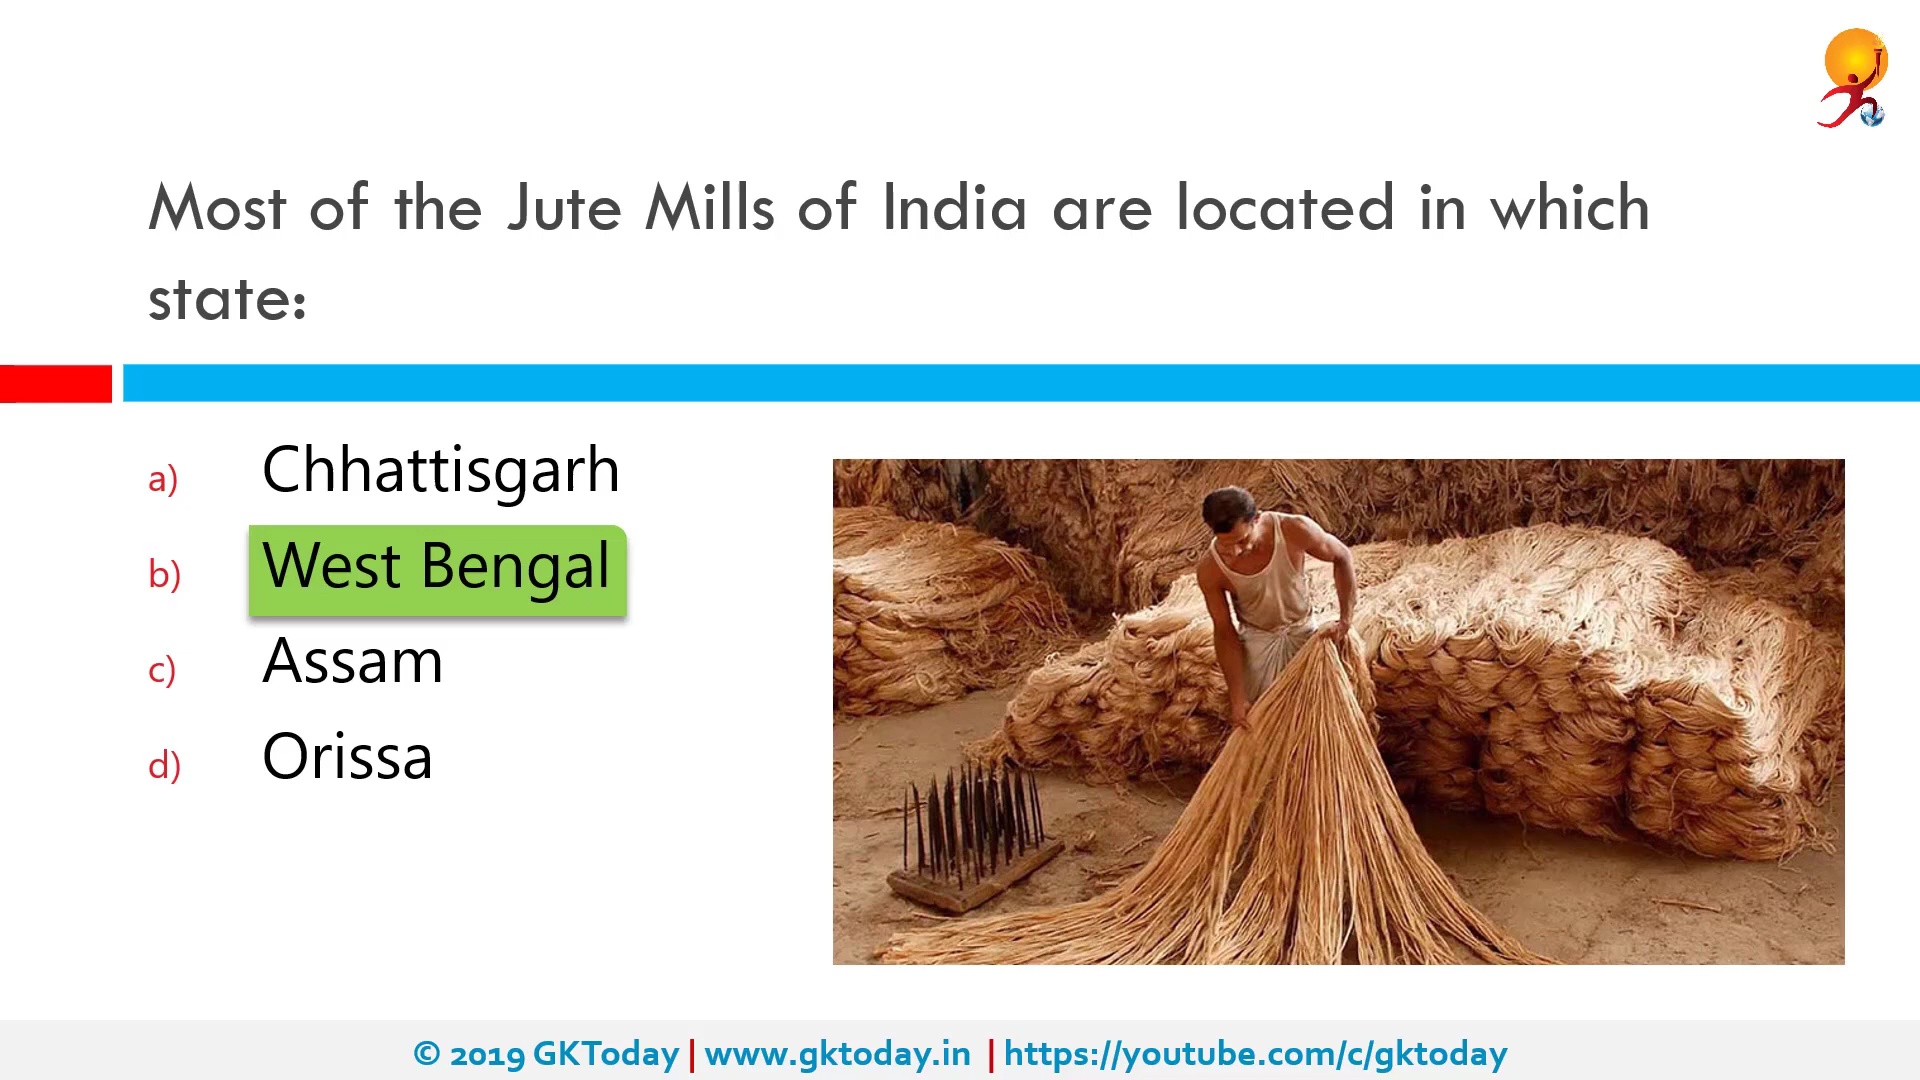 Most of the Jute Mills of India are located in which
state:
a) Chhattisgarh
b) West Bengal
c) Assam
d) Orissa
© 2019 GKToday | www.gktoday.in | https://youtube.com/c/gktoday